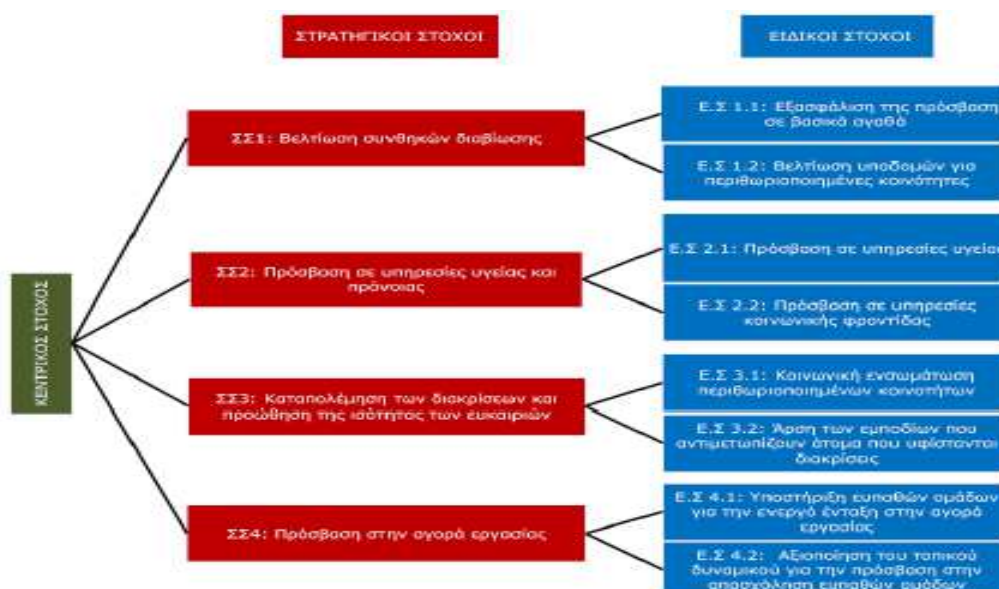 ΣΤΡΑΤΗΓΙΚΟΙ ΣΤΟΧΟΙ
ΕΙΔΙΚΟΙ ΣΤΟΧΟΙ
ΚΕΝΤΡΙΚΟΣ ΣΤΟΧΟΣ
ΣΣ1: Βελτίωση συνθηκών διαβίωσης
Ε.Σ 1.1: Εξασφάλιση της πρόσβαση
σε βασικά αγαθά
Ε.Σ 1.2: Βελτίωση υποδομών για
περιθωριοποιημένες κοινότητες
ΣΣ2: Πρόσβαση σε υπηρεσίες υγείας και
πρόνοιας
Ε.Σ 2.1: Πρόσβαση σε υπηρεσίες υγεία
Ε.Σ 2.2: Πρόσβαση σε υπηρεσίες
κοινωνικής φροντίδας
ΣΣ3: Καταπολέμηση των διακρίσεων και
προώθηση της ισότητας των ευκαιριών
Ε.Σ 3.1: Κοινωνική ενσωμάτωση
περιθωριοποιημένων κοινοτήτων
Ε.Σ 3.2: Άρση των εμποδίων που
αντιμετωπίζουν άτομα που υφίστανται
διακρίσεις
ΣΣ4: Πρόσβαση στην αγορά εργασίας
Ε.Σ 4.1: Υποστήριξη ευπαθών ομάδων
για την ενεργό ένταξη στην αγορά
εργασίας
Ε.Σ 4.2: Αξιοποίηση του τοπικού
δυναμικού για την πρόσβαση στην
απασχόληση ευπαθών ομάδων